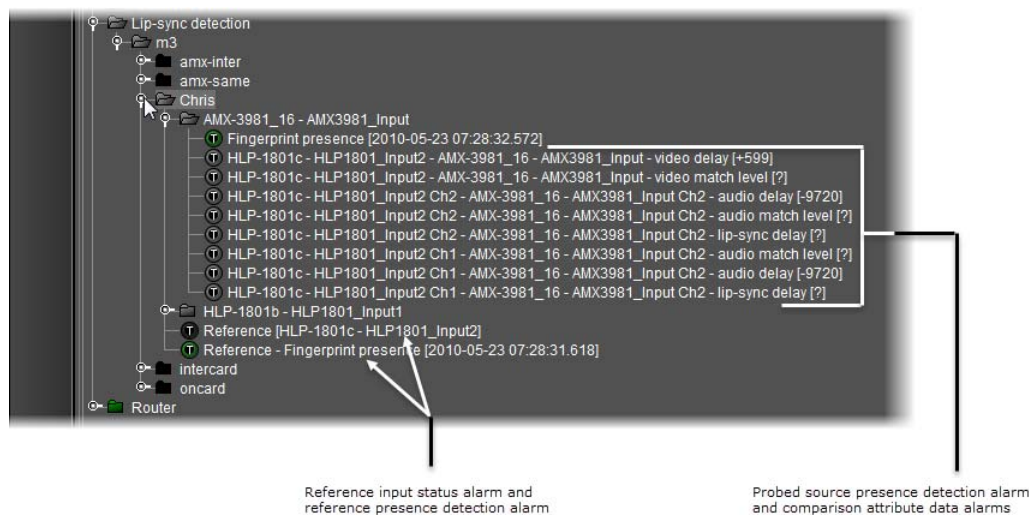 Lip-sync detection
m3
amx-inter
amx-same
Chris
AMX-3981_16 - AMX3981_Input
Fingerprint presence [2010-05-23 07:28:32.572]
HLP-1801c - HLP1801_Input2 - AMX-3981_16 - AMX3981_Input - video delay [+599]
HLP-1801c - HLP1801_Input2 - AMX-3981_16 - AMX3981_Input - video match level [?]
HLP-1801c - HLP1801_Input2 Ch2 - AMX-3981_16 - AMX3981_Input Ch2 - audio delay [-9720]
HLP-1801c - HLP1801_Input2 Ch2 - AMX-3981_16 - AMX3981_Input Ch2 - audio match level [?]
HLP-1801c - HLP1801_Input2 Ch2 - AMX-3981_16 - AMX3981_Input Ch2 - lip-sync delay [?]
HLP-1801c - HLP1801_Input2 Ch1 - AMX-3981_16 - AMX3981_Input Ch2 - audio match level [?]
HLP-1801c - HLP1801_Input2 Ch1 - AMX-3981_16 - AMX3981_Input Ch2 - audio delay [-9720]
HLP-1801c - HLP1801_Input2 Ch1 - AMX-3981_16 - AMX3981_Input Ch2 - lip-sync delay [?]
HLP-1801b - HLP1801_Input1
Reference [HLP-1801c - HLP1801_Input2]
Reference - Fingerprint presence [2010-05-23 07:28:31.618]
intercard
oncard
Router
Reference input status alarm and
reference presence detection alarm
Probed source presence detection alarm
and comparison attribute data alarms